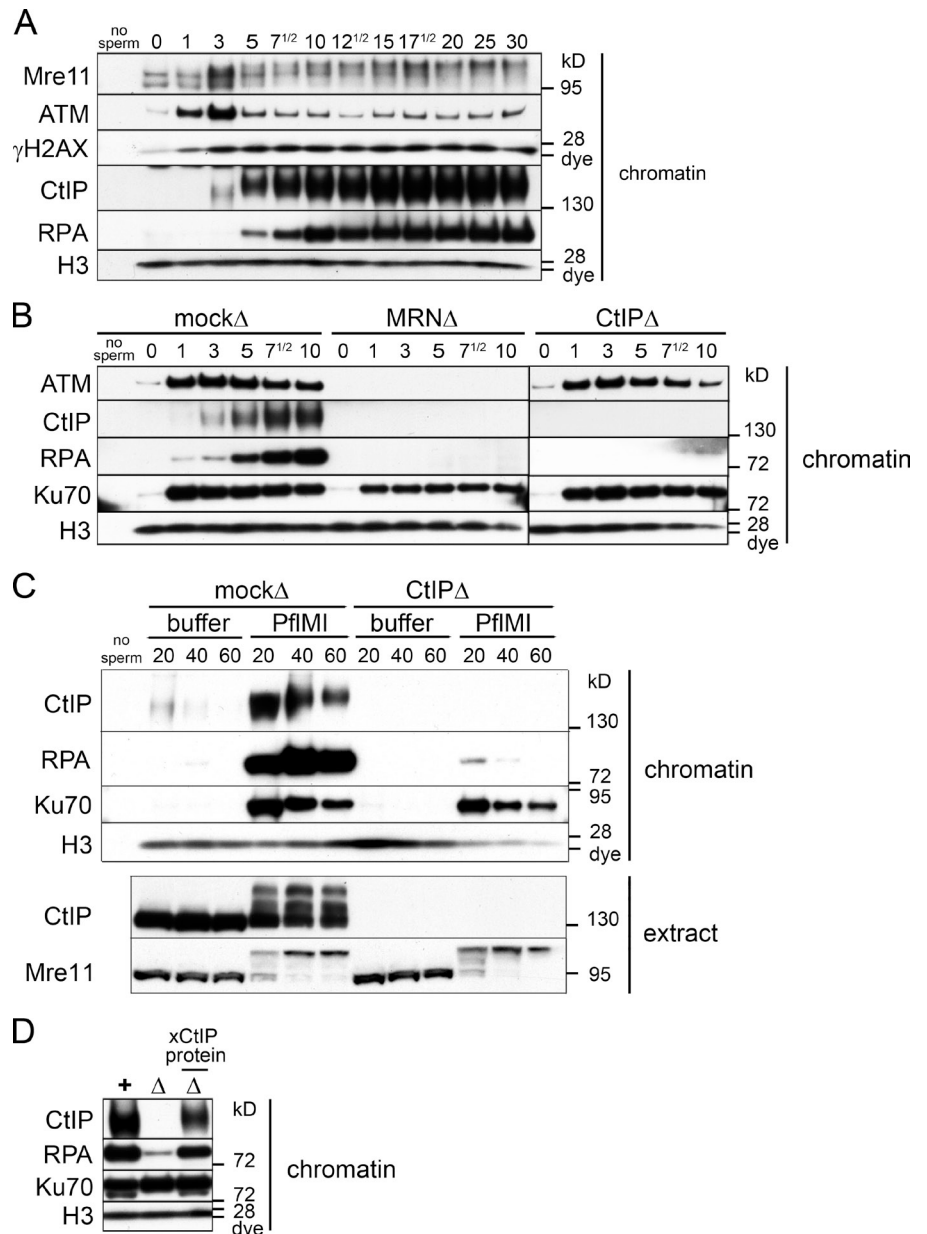 A
no sperm 0 1 3 5 7 1/2 10 12 1/2 15 17 1/2 20 25 30
kD
Mre11
95
ATM
γH2AX
28
dye
chromatin
CtIP
130
RPA
H3
28
dye
B
mockΔ MRNΔ CtIPΔ
no sperm 0 1 3 5 7 1/2 10 0 1 3 5 7 1/2 10 0 1 3 5 7 1/2 10
kD
ATM
CtIP
130
RPA
72
chromatin
Ku70
72
H3
28
dye
C
mockΔ CtIPΔ
buffer PflMI buffer PflMI
no sperm 20 40 60 20 40 60 20 40 60 20 40 60
kD
CtIP
130
RPA
72
chromatin
Ku70
95
H3
28
dye
CtIP
130
extract
Mre11
95
D
xCtIP
protein
+ Δ Δ
kD
CtIP
RPA
72
chromatin
Ku70
72
H3
28
dye